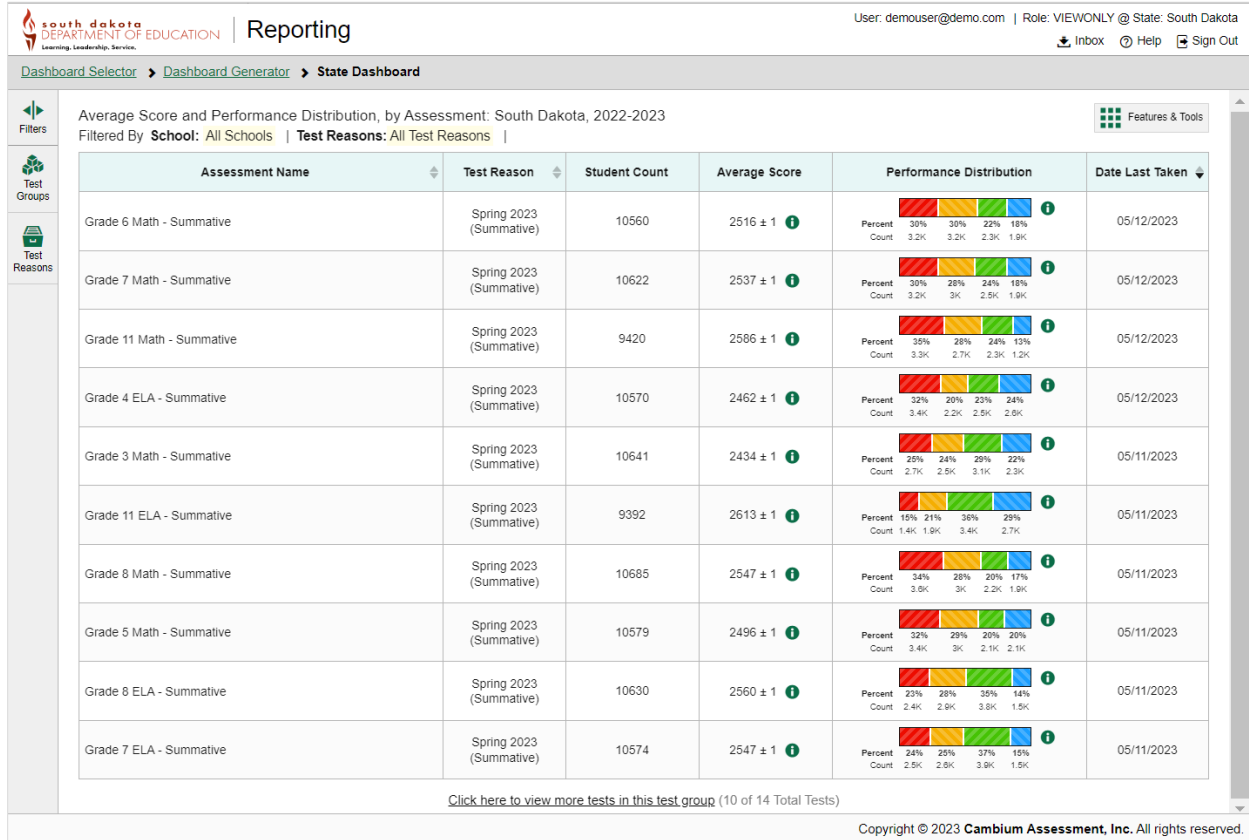 south dakota
DEPARTMENT OF EDUCATION
Learning. Leadership. Service.
Reporting
User: demouser@demo.com | Role: VIEWONLY @ State: South Dakota
Inbox Help Sign Out
Dashboard Selector Dashboard Generator State Dashboard
Filters
Test Groups
Test Reasons
Average Score and Performance Distribution, by Assessment: South Dakota, 2022-2023
Filtered By School: All Schools | Test Reasons: All Test Reasons |
Features & Tools
Assessment Name Test Reason Student Count Average Score Performance Distribution Date Last Taken
Grade 6 Math - Summative Spring 2023 (Summative) 10560 2516 ± 1 Percent 30% 30% 22% 18% Count 3.2K 3.2K 2.3K 1.9K 05/12/2023
Grade 7 Math - Summative Spring 2023 (Summative) 10622 2537 ± 1 Percent 30% 28% 24% 18% Count 3.2K 3K 2.5K 1.9K 05/12/2023
Grade 11 Math - Summative Spring 2023 (Summative) 9420 2586 ± 1 Percent 35% 28% 24% 13% Count 3.3K 2.7K 2.3K 1.2K 05/12/2023
Grade 4 ELA - Summative Spring 2023 (Summative) 10570 2462 ± 1 Percent 32% 20% 23% 24% Count 3.4K 2.2K 2.5K 2.6K 05/12/2023
Grade 3 Math - Summative Spring 2023 (Summative) 10641 2434 ± 1 Percent 25% 24% 29% 22% Count 2.7K 2.5K 3.1K 2.3K 05/11/2023
Grade 11 ELA - Summative Spring 2023 (Summative) 9392 2613 ± 1 Percent 15% 21% 36% 29% Count 1.4K 1.9K 3.4K 2.7K 05/11/2023
Grade 8 Math - Summative Spring 2023 (Summative) 10685 2547 ± 1 Percent 34% 28% 20% 17% Count 3.6K 3K 2.2K 1.9K 05/11/2023
Grade 5 Math - Summative Spring 2023 (Summative) 10579 2496 ± 1 Percent 32% 29% 20% 20% Count 3.4K 3K 2.1K 2.1K 05/11/2023
Grade 8 ELA - Summative Spring 2023 (Summative) 10630 2560 ± 1 Percent 23% 28% 35% 14% Count 2.4K 2.9K 3.8K 1.5K 05/11/2023
Grade 7 ELA - Summative Spring 2023 (Summative) 10574 2547 ± 1 Percent 24% 25% 37% 15% Count 2.5K 2.6K 3.9K 1.5K 05/11/2023
Click here to view more tests in this test group (10 of 14 Total Tests)
Copyright © 2023 Cambium Assessment, Inc. All rights reserved.